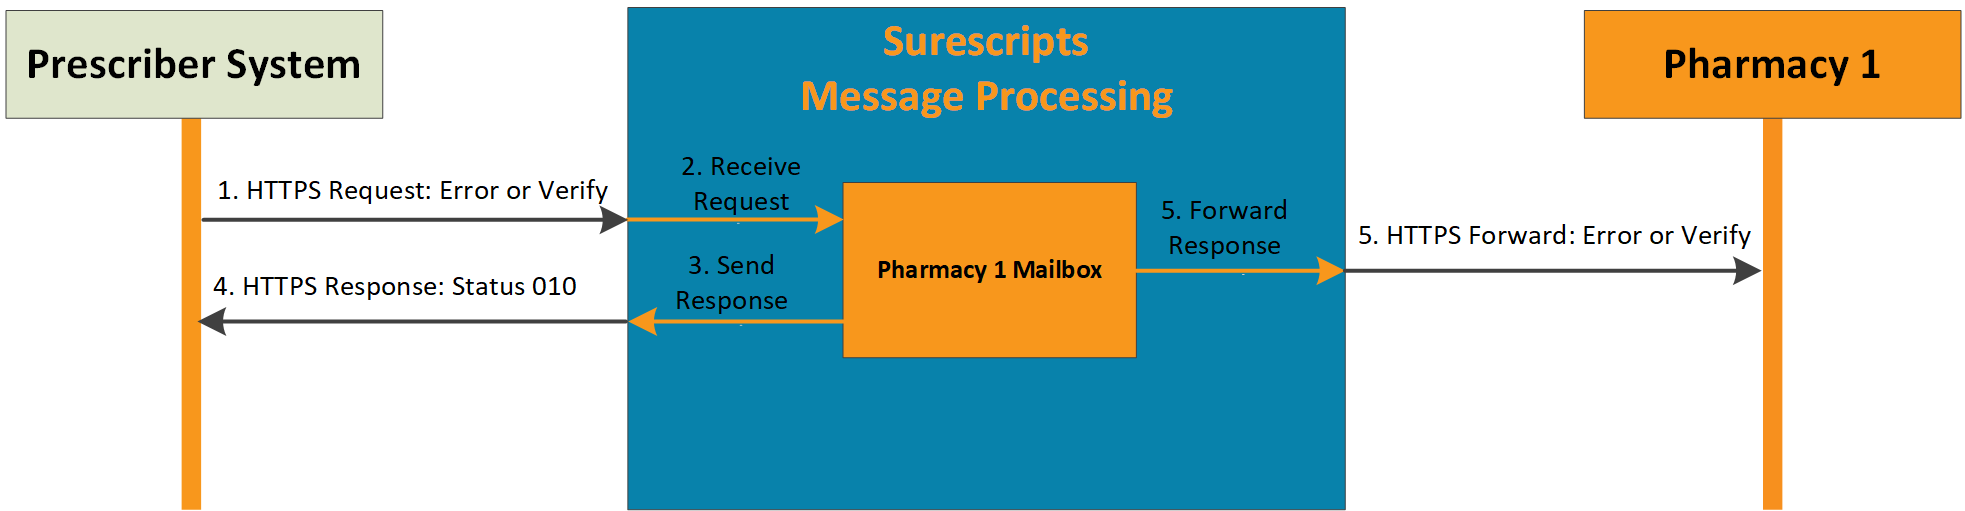 Prescriber System
Surescripts
Message Processing
Pharmacy 1
1. HTTPS Request: Error or Verify
2. Receive
Request
5. Forward
Response
5. HTTPS Forward: Error or Verify
Pharmacy 1 Mailbox
4. HTTPS Response: Status 010
3. Send
Response